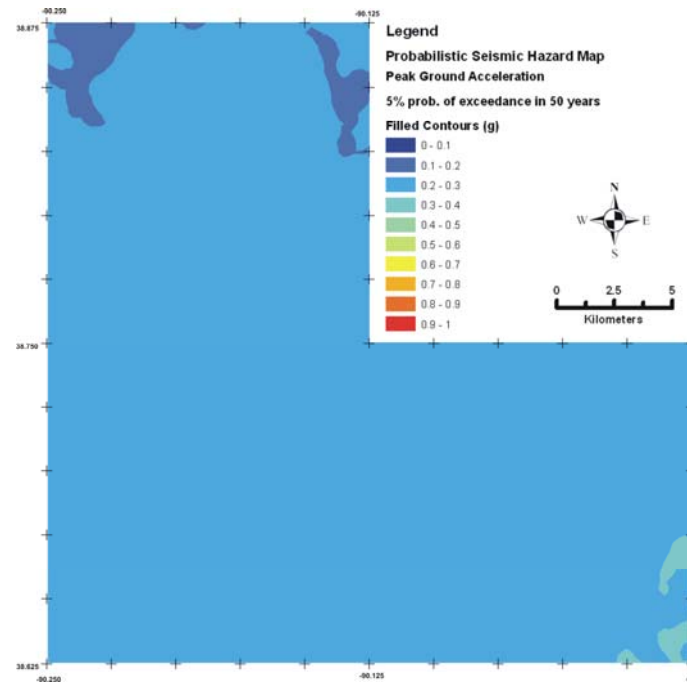 -90.250
-90.125
38.875
Legend
Probabilistic Seismic Hazard Map
Peak Ground Acceleration
5% prob. of exceedance in 50 years
Filled Contours (g)
0 - 0.1
0.1 - 0.2
0.2 - 0.3
0.3 - 0.4
0.4 - 0.5
0.5 - 0.6
0.6 - 0.7
0.7 - 0.8
0.8 - 0.9
0.9 - 1
N
W
E
S
0
2.5
5
Kilometers
38.750
38.625
-90.250
-90.125